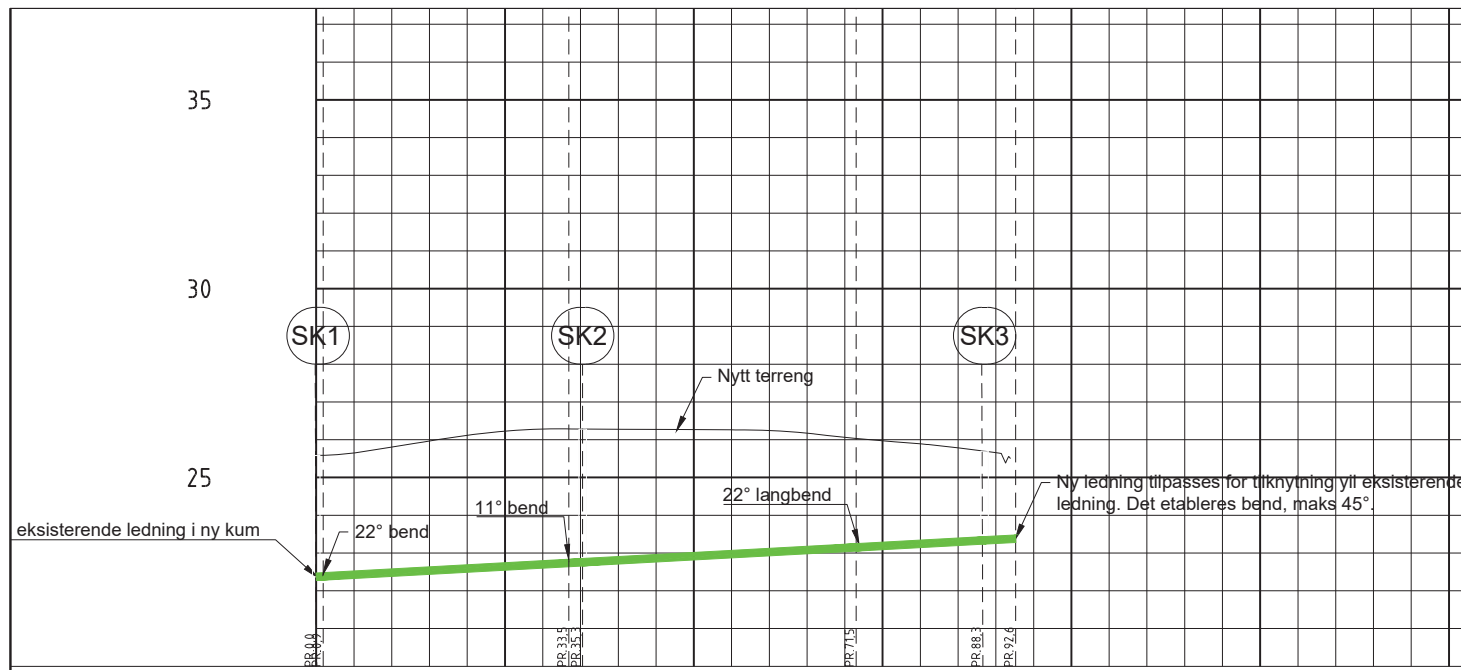 35
30
SK1
SK2
SK3
Nytt terreng
25
22° langbend
Ny ledning tilpasses for tilknytning yil eksisterende
ledning. Det etableres bend, maks 45°.
11° bend
eksisterende ledning i ny kum
22° bend
PR.0,0
PR.33,5
PR.35,3
PR.71,5
PR.88,3
PR.92,6